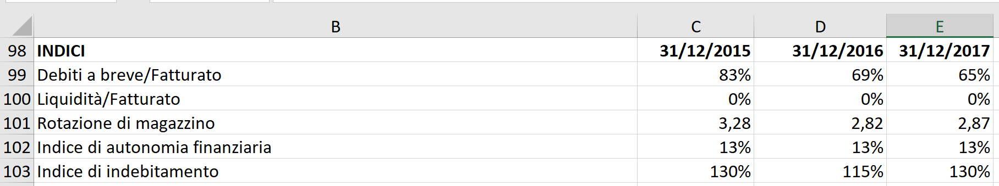 B C D E
98 INDICI 31/12/2015 31/12/2016 31/12/2017
99 Debiti a breve/Fatturato 83% 69% 65%
100 Liquidità/Fatturato 0% 0% 0%
101 Rotazione di magazzino 3,28 2,82 2,87
102 Indice di autonomia finanziaria 13% 13% 13%
103 Indice di indebitamento 130% 115% 130%